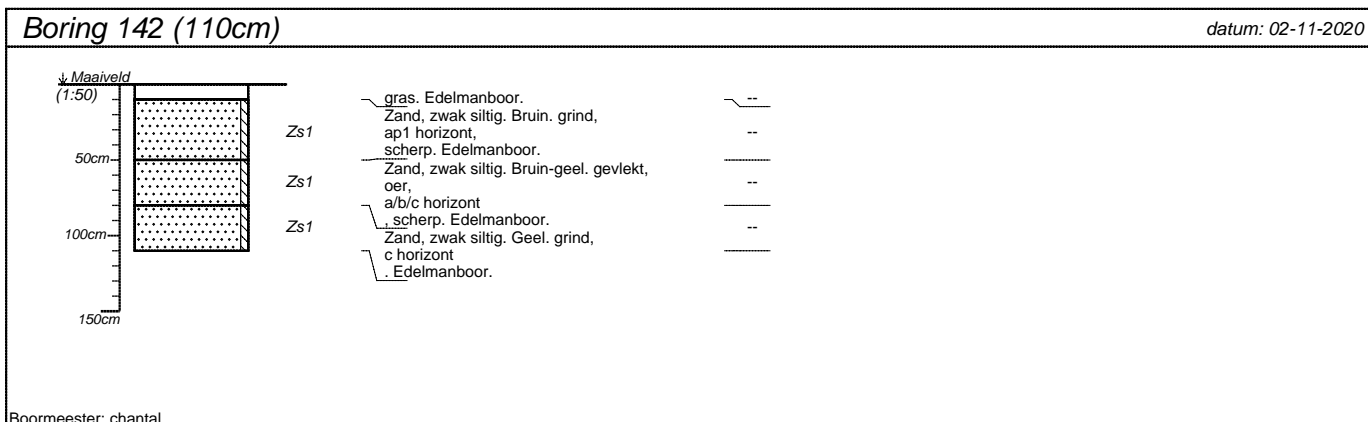 Boring 142 (110cm)
datum: 02-11-2020
Maaiveld
(1:50)
gras. Edelmanboor.
--
Zs1
Zand, zwak siltig. Bruin. grind,
ap1 horizont,
scherp. Edelmanboor.
--
50cm
Zs1
Zand, zwak siltig. Bruin-geel. gevlekt,
oer,
a/b/c horizont
, scherp. Edelmanboor.
--
Zs1
100cm
Zand, zwak siltig. Geel. grind,
c horizont
. Edelmanboor.
--
150cm
Boormeester: chantal